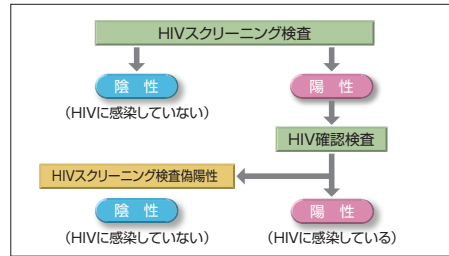 HIVスクリーニング検査
陰 性
陽 性
(HIVに感染していない)
HIV確認検査
HIVスクリーニング検査偽陽性
陰 性
陽 性
(HIVに感染していない)
(HIVに感染している)